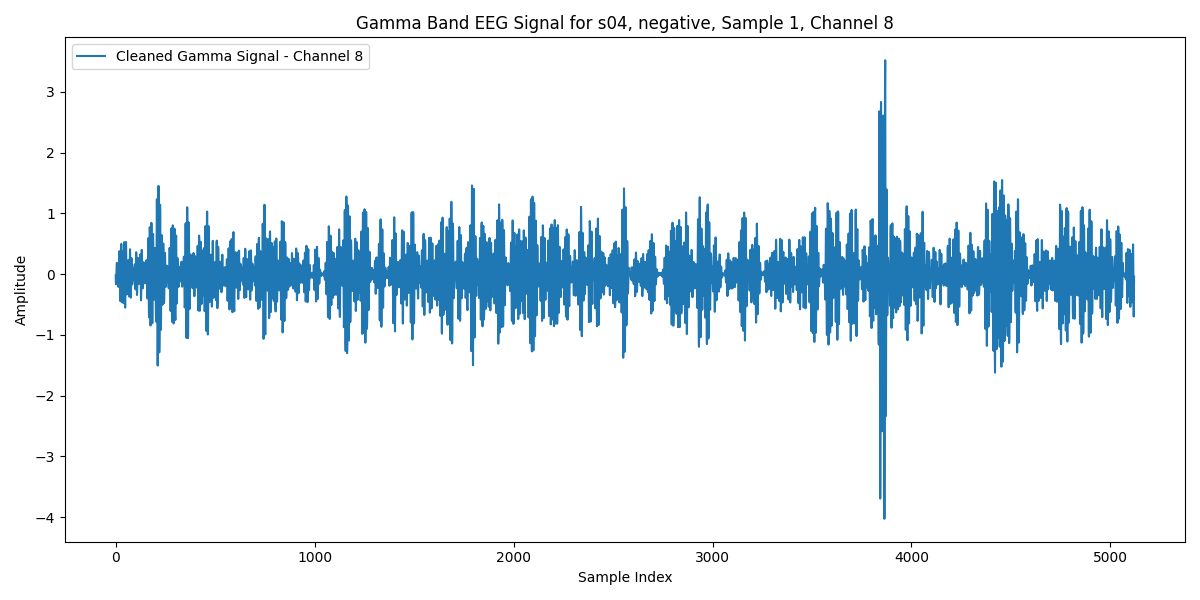 Gamma Band EEG Signal for s04, negative, Sample 1, Channel 8
Cleaned Gamma Signal - Channel 8
3
2
1
0
−1
−2
−3
−4
Amplitude
0 1000 2000 3000 4000 5000
Sample Index